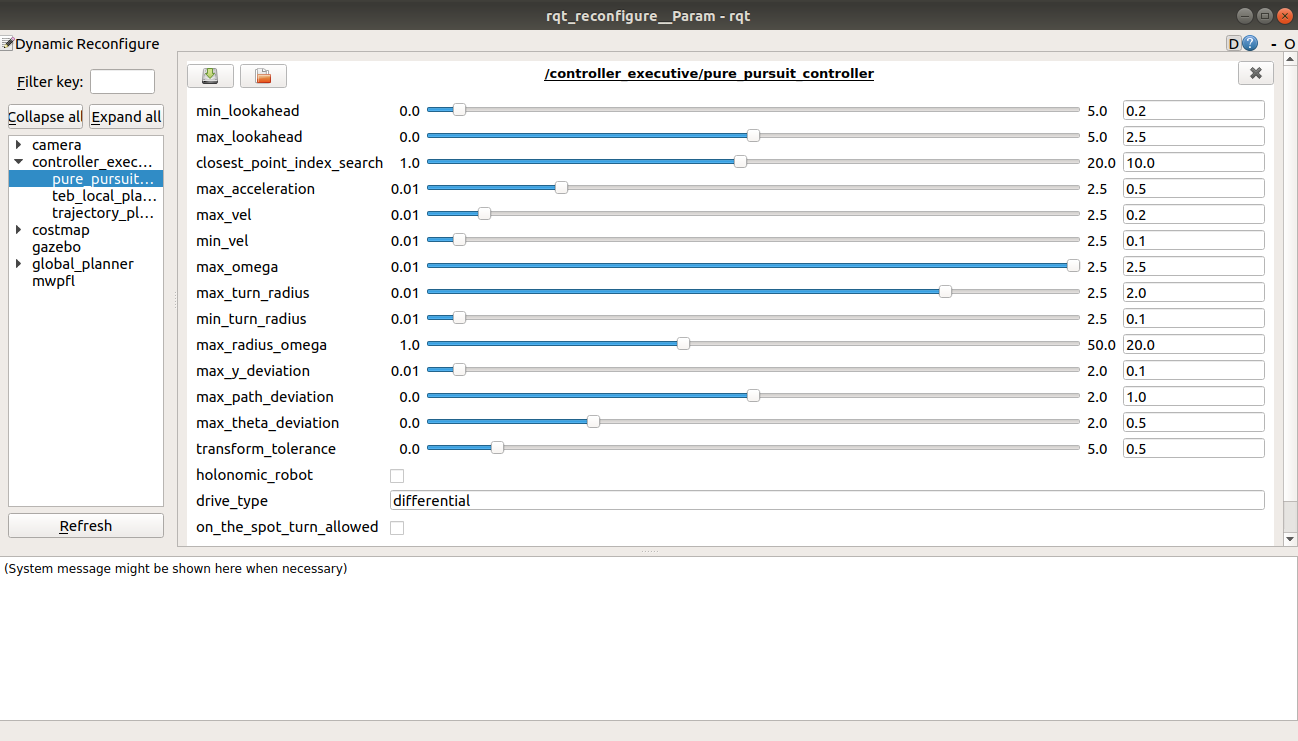 rqt_reconfigure__Param - rqt
Dynamic Reconfigure
D ? - O
Filter key:
Collapse all Expand all
camera
controller_exec...
pure_pursuit...
teb_local_pla...
trajectory_pl...
costmap
gazebo
global_planner
mwpfl
Refresh
/controller_executive/pure_pursuit_controller
min_lookahead 0.0 5.0 0.2
max_lookahead 0.0 5.0 2.5
closest_point_index_search 1.0 20.0 10.0
max_acceleration 0.01 2.5 0.5
max_vel 0.01 2.5 0.2
min_vel 0.01 2.5 0.1
max_omega 0.01 2.5 2.5
max_turn_radius 0.01 2.5 2.0
min_turn_radius 0.01 2.5 0.1
max_radius_omega 1.0 50.0 20.0
max_y_deviation 0.01 2.0 0.1
max_path_deviation 0.0 2.0 1.0
max_theta_deviation 0.0 2.0 0.5
transform_tolerance 0.0 5.0 0.5
holonomic_robot
drive_type differential
on_the_spot_turn_allowed
(System message might be shown here when necessary)